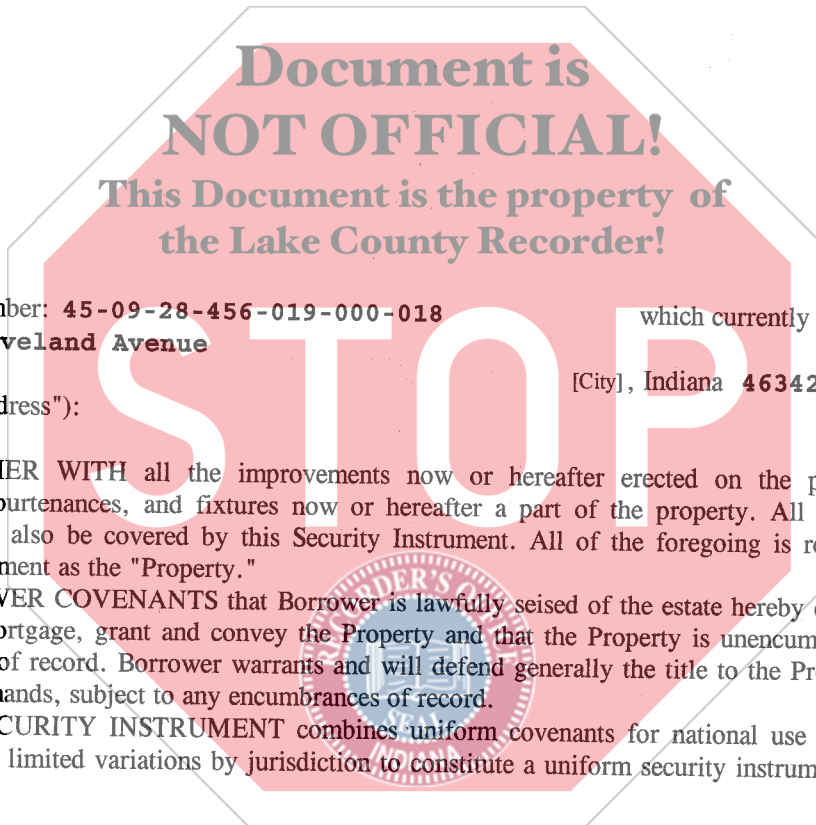 Document is
NOT OFFICIAL!
This Document is the property of
the Lake County Recorder!
nber: 45-09-28-456-019-000-018 which currently
veland Avenue
[City], Indiana 46342
dress"):
STOP
IER WITH all the improvements now or hereafter erected on the p
ourtenances, and fixtures now or hereafter a part of the property. All
also be covered by this Security Instrument. All of the foregoing is re
ment as the "Property."
VER COVENANTS that Borrower is lawfully seised of the estate hereby
ortgage, grant and convey the Property and that the Property is unencum
of record. Borrower warrants and will defend generally the title to the Pr
nands, subject to any encumbrances of record.
CURITY INSTRUMENT combines uniform covenants for national use
limited variations by jurisdiction to constitute a uniform security instrum
RECORDER'S OFFICE
SEAL
INDIANA